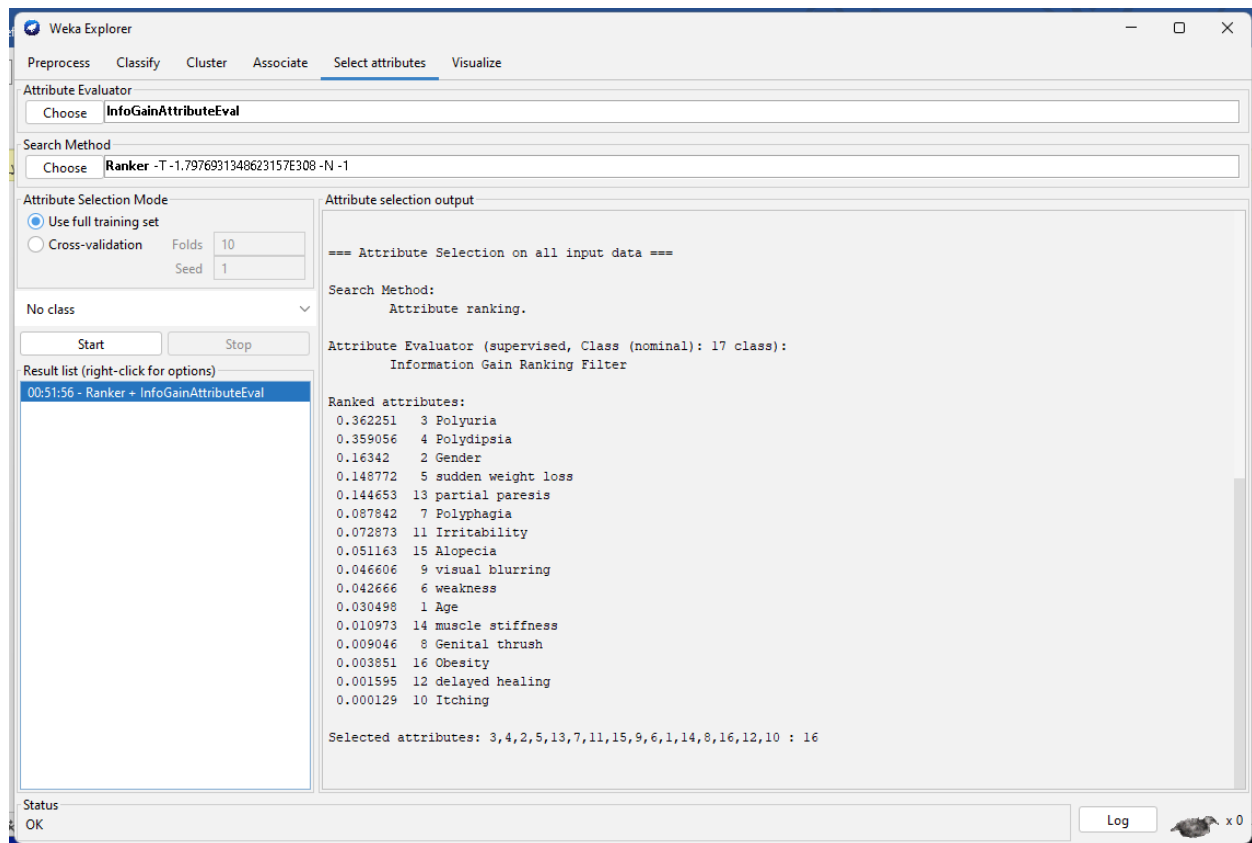 Weka Explorer
Preprocess Classify Cluster Associate Select attributes Visualize
Attribute Evaluator
Choose InfoGainAttributeEval
Search Method
Choose Ranker -T -1.7976931348623157E308 -N -1
Attribute Selection Mode
Use full training set
Cross-validation Folds 10
Seed 1
No class
Start Stop
Result list (right-click for options)
00:51:56 - Ranker + InfoGainAttributeEval
Attribute selection output
=== Attribute Selection on all input data ===
Search Method:
Attribute ranking.
Attribute Evaluator (supervised, Class (nominal): 17 class):
Information Gain Ranking Filter
Ranked attributes:
0.362251 3 Polyuria
0.359056 4 Polydipsia
0.16342 2 Gender
0.148772 5 sudden weight loss
0.144653 13 partial paresis
0.087842 7 Polyphagia
0.072873 11 Irritability
0.051163 15 Alopecia
0.046606 9 visual blurring
0.042666 6 weakness
0.030498 1 Age
0.010973 14 muscle stiffness
0.009046 8 Genital thrush
0.003851 16 Obesity
0.001595 12 delayed healing
0.000129 10 Itching
Selected attributes: 3,4,2,5,13,7,11,15,9,6,1,14,8,16,12,10 : 16
Status
OK
Log x 0